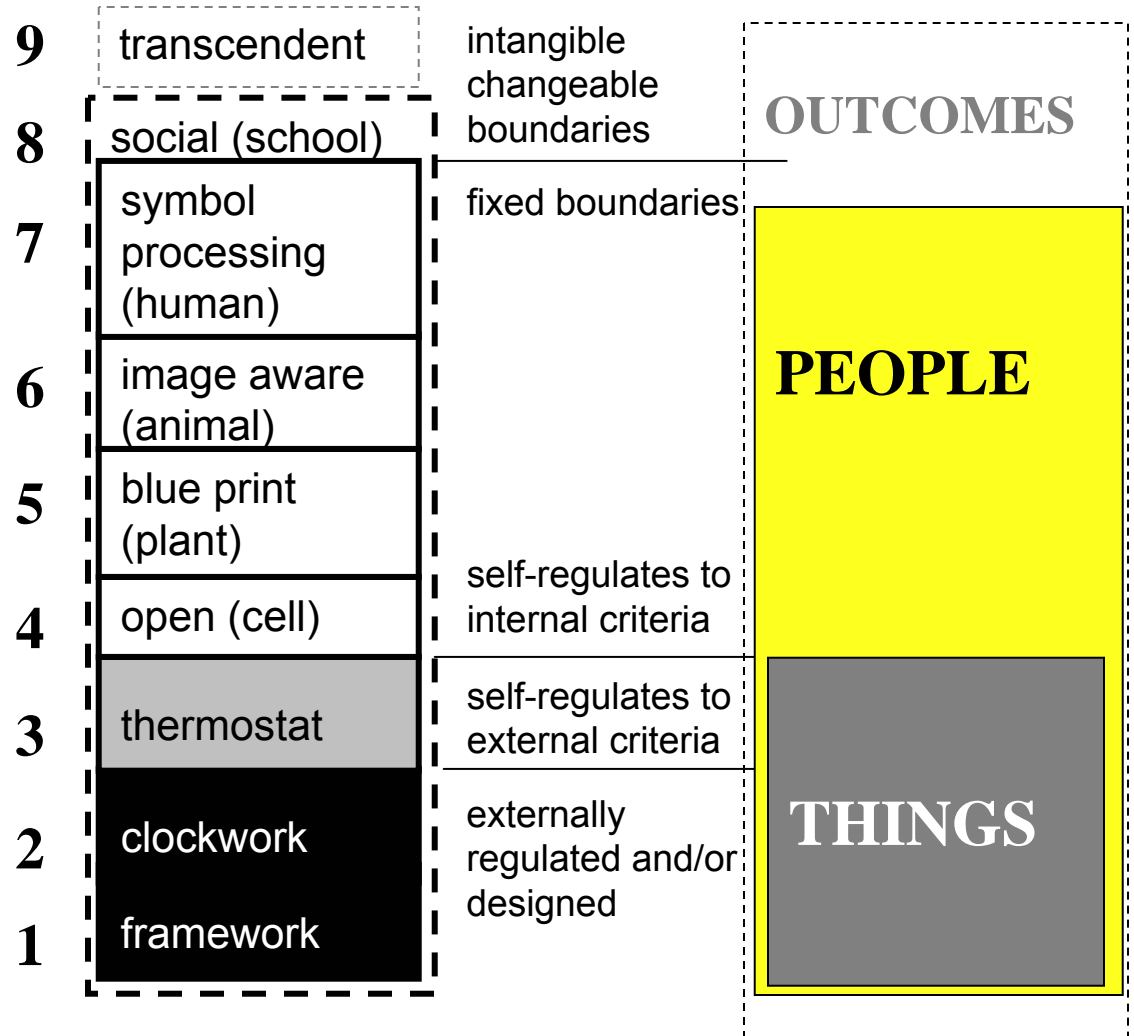 9
transcendent
8
social (school)
7
symbol
processing
(human)
6
image aware
(animal)
5
blue print
(plant)
4
open (cell)
3
thermostat
2
clockwork
1
framework
intangible
changeable
boundaries
fixed boundaries
self-regulates to
internal criteria
self-regulates to
external criteria
externally
regulated and/or
designed
OUTCOMES
PEOPLE
THINGS